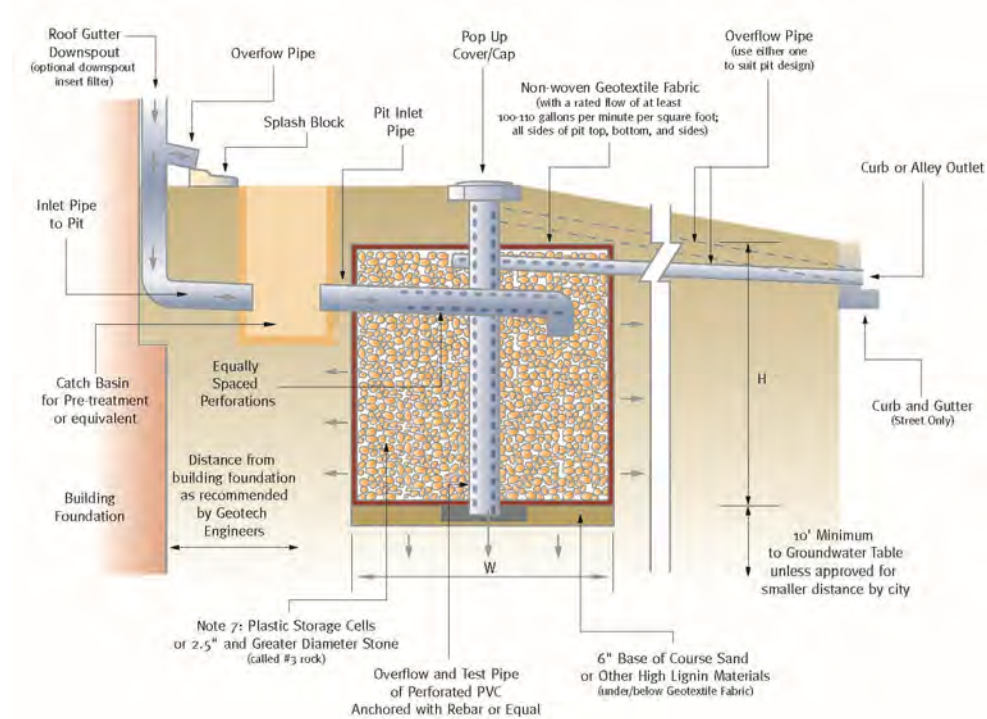 Roof Gutter
Downspout
(optional downspout
insert filter)
Overfow Pipe
Splash Block
Pit Inlet
Pipe
Pop Up
Cover/Cap
Non-woven Geotextile Fabric
(with a rated flow of at least
100-110 gallons per minute per square foot;
all sides of pit top, bottom, and sides)
Overflow Pipe
(use either one
to suit pit design)
Curb or Alley Outlet
Inlet Pipe
to Pit
Catch Basin
for Pre-treatment
or equivalent
Equally
Spaced
Perforations
H
Curb and Gutter
(Street Only)
Building
Foundation
Distance from
building foundation
as recommended
by Geotech
Engineers
W
10' Minimum
to Groundwater Table
unless approved for
smaller distance by city
Note 7: Plastic Storage Cells
or 2.5" and Greater Diameter Stone
(called #3 rock)
Overflow and Test Pipe
of Perforated PVC
Anchored with Rebar or Equal
6" Base of Course Sand
or Other High Lignin Materials
(under/below Geotextile Fabric)